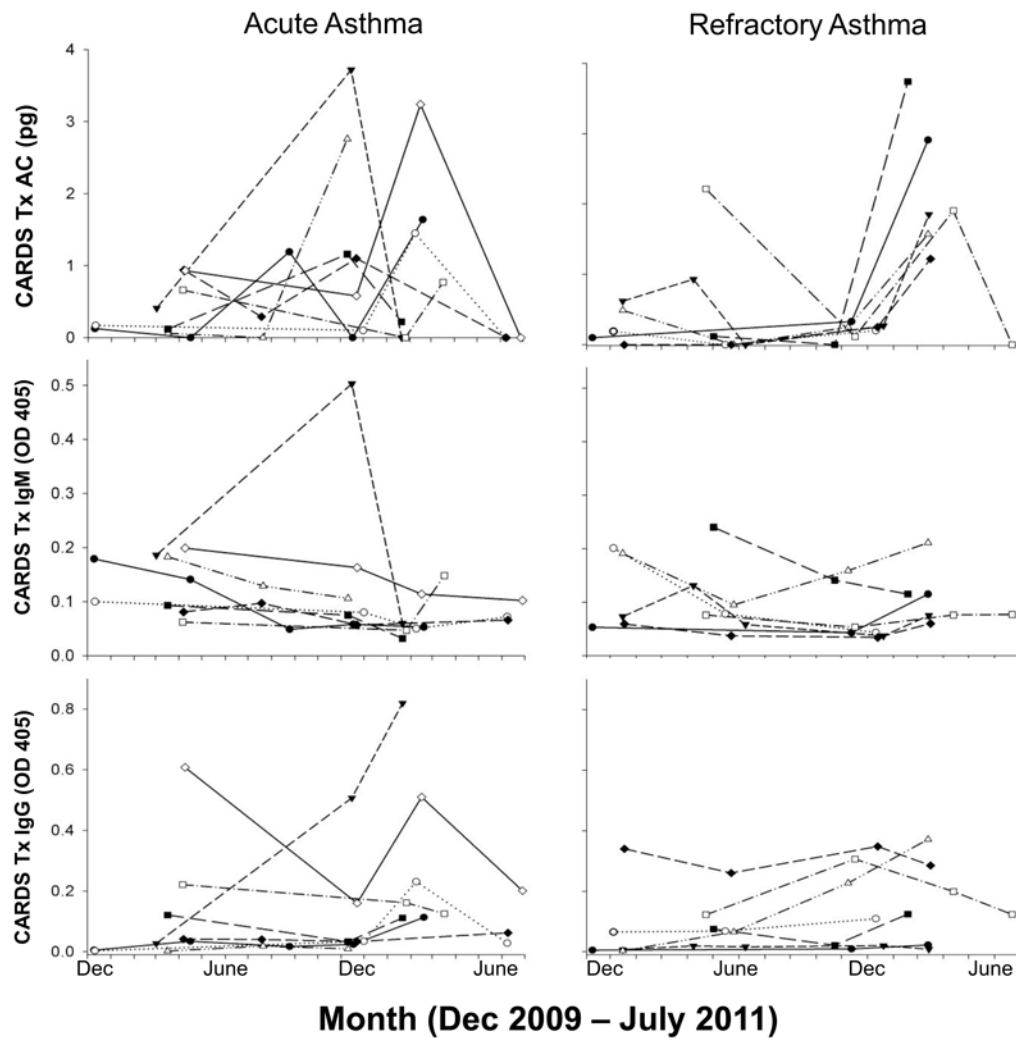 Acute Asthma
Refractory Asthma
CARDS Tx AC (pg)
4
3
2
1
0
CARDS Tx IgM (OD 405)
0.5
0.4
0.3
0.2
0.1
0.0
CARDS Tx IgG (OD 405)
0.8
0.6
0.4
0.2
0.0
Dec June Dec June
Dec June Dec June
Month (Dec 2009 – July 2011)